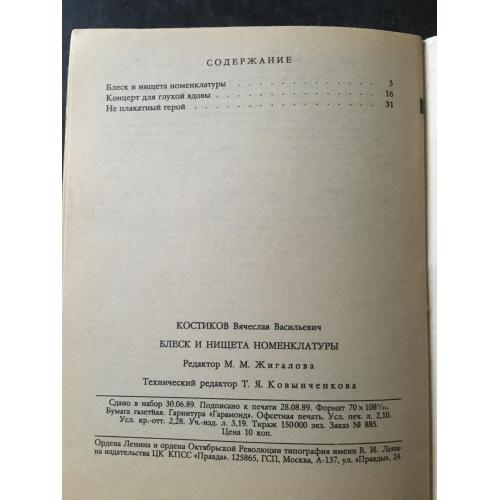 СОДЕРЖАНИЕ
Блеск и нищета номенклатуры . . . . . . . . . . . . 3
Концерт для глухой вдовы . . . . . . . . . . . . 16
Не плакатный герой . . . . . . . . . . . . 31
КОСТИКОВ Вячеслав Васильевич
БЛЕСК И НИЩЕТА НОМЕНКЛАТУРЫ
Редактор М. М. Жигалова
Технический редактор Т. Я. Ковынченкова
Сдано в набор 30.06.89. Подписано к печати 28.08.89. Формат 70×108¹/₃₂.
Бумага газетная. Гарнитура «Гарамонд». Офсетная печать. Усл. печ. л. 2,10.
Усл. кр.-отт. 2,28. Уч.-изд. л. 3,19. Тираж 150 000 экз. Заказ № 885.
Цена 10 коп.
Ордена Ленина и ордена Октябрьской Революции типография имени В. И. Лени-
на издательства ЦК КПСС «Правда». 125865, ГСП, Москва, А-137, ул. «Правды», 24.